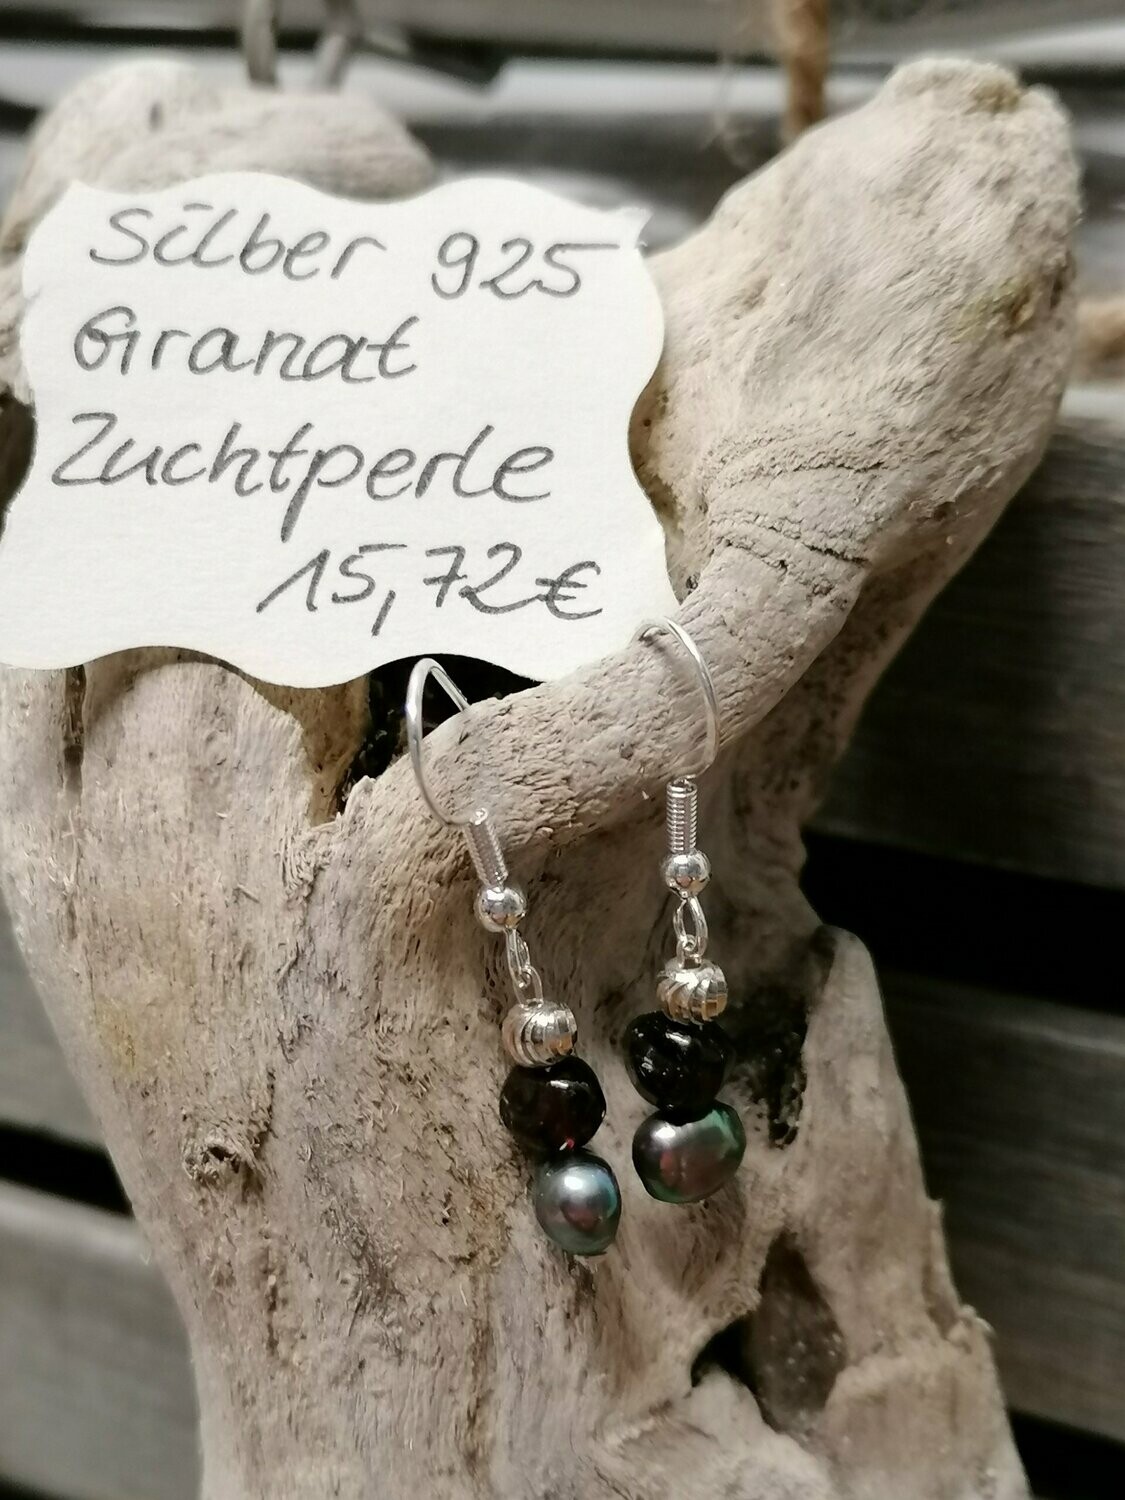 Silber 925
Granat
Zuchtperle
15,72€